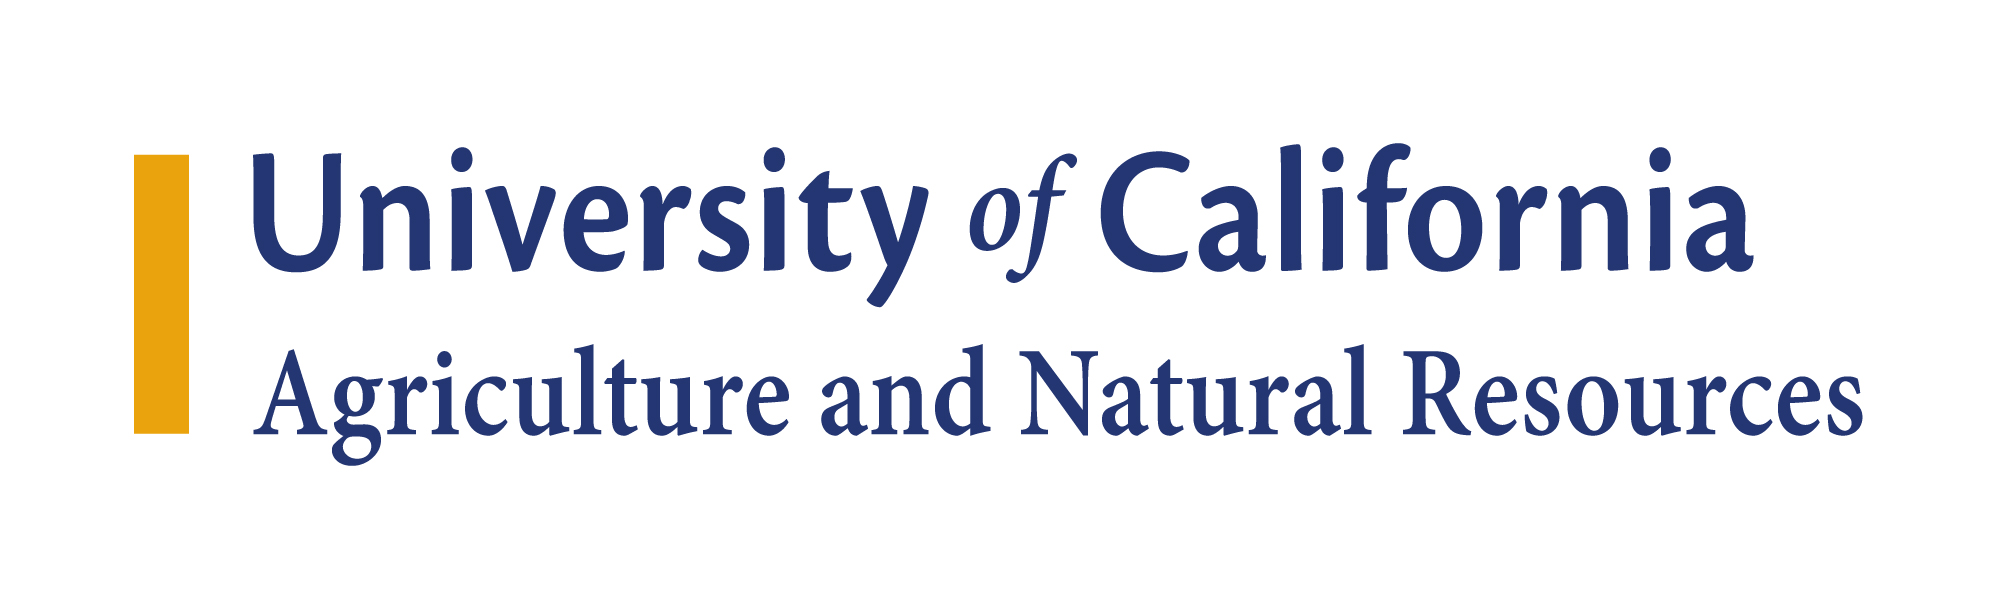 University of California
Agriculture and Natural Resources